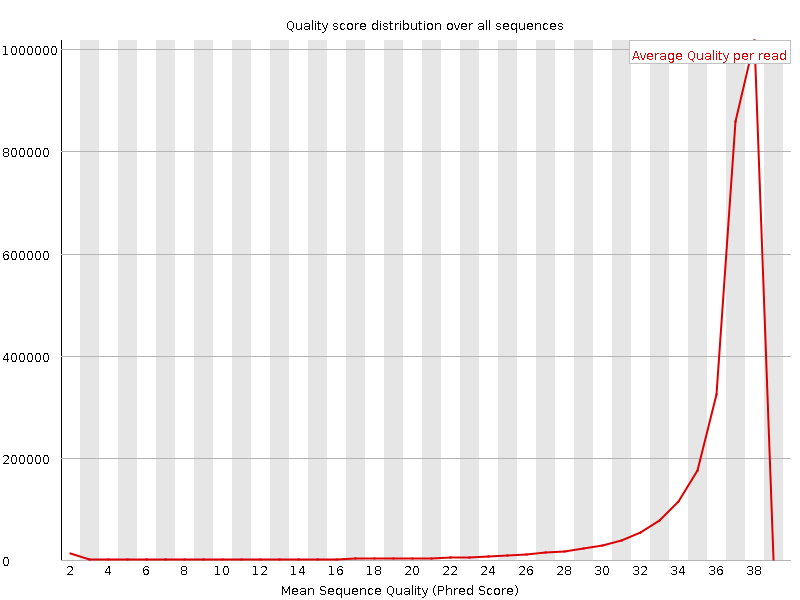 Quality score distribution over all sequences
Average Quality per read
1000000
800000
600000
400000
200000
0
2 4 6 8 10 12 14 16 18 20 22 24 26 28 30 32 34 36 38
Mean Sequence Quality (Phred Score)